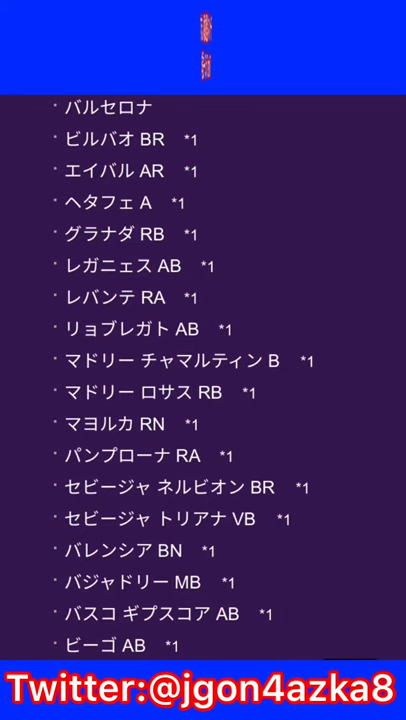 ・バルセロナ
・ビルバオ BR *1
・エイバル AR *1
・ヘタフェ A *1
・グラナダ RB *1
・レガニェス AB *1
・レバンテ RA *1
・リョブレガト AB *1
・マドリー チャマルティン B *1
・マドリー ロサス RB *1
・マヨルカ RN *1
・パンプローナ RA *1
・セビージャ ネルビオン BR *1
・セビージャ トリアナ VB *1
・バレンシア BN *1
・バジャドリー MB *1
・バスコ ギプスコア AB *1
・ビーゴ AB *1
Twitter:@jgon4azka8